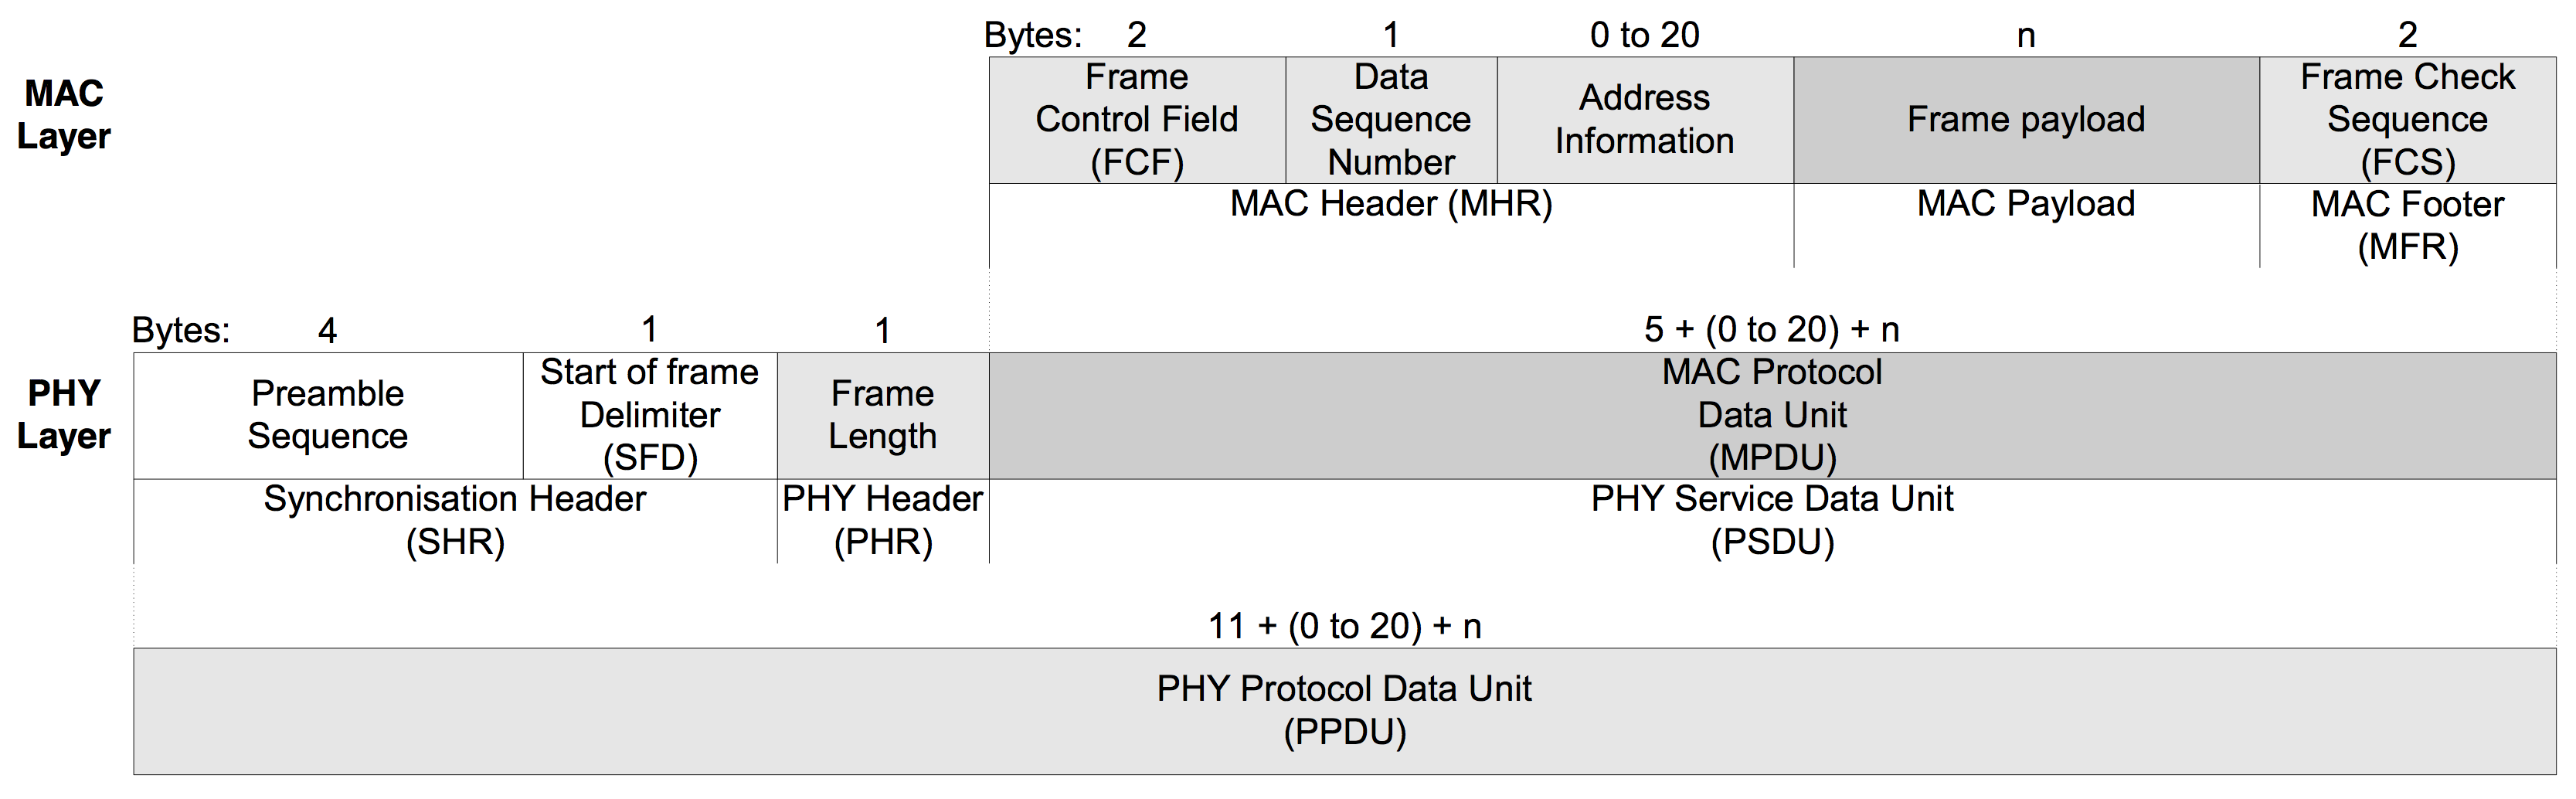 Bytes: 2 1 0 to 20 n 2
MAC
Layer
Frame
Control Field
(FCF)
Data
Sequence
Number
Address
Information
Frame payload
Frame Check
Sequence
(FCS)
MAC Header (MHR)
MAC Payload
MAC Footer
(MFR)
Bytes: 4 1 1 5 + (0 to 20) + n
PHY
Layer
Preamble
Sequence
Start of frame
Delimiter
(SFD)
Frame
Length
MAC Protocol
Data Unit
(MPDU)
Synchronisation Header
(SHR)
PHY Header
(PHR)
PHY Service Data Unit
(PSDU)
11 + (0 to 20) + n
PHY Protocol Data Unit
(PPDU)